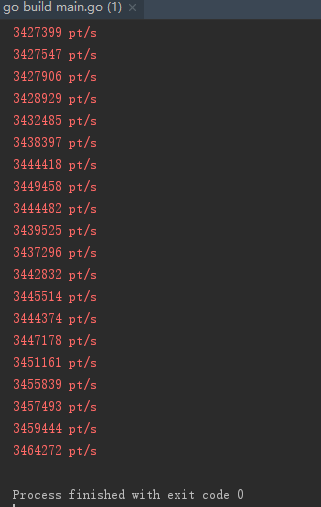 go build main.go (1) ×
3427399 pt/s
3427547 pt/s
3427906 pt/s
3428929 pt/s
3432485 pt/s
3438397 pt/s
3444418 pt/s
3449458 pt/s
3444482 pt/s
3439525 pt/s
3437296 pt/s
3442832 pt/s
3445514 pt/s
3444374 pt/s
3447178 pt/s
3451161 pt/s
3455839 pt/s
3457493 pt/s
3459444 pt/s
3464272 pt/s
Process finished with exit code 0